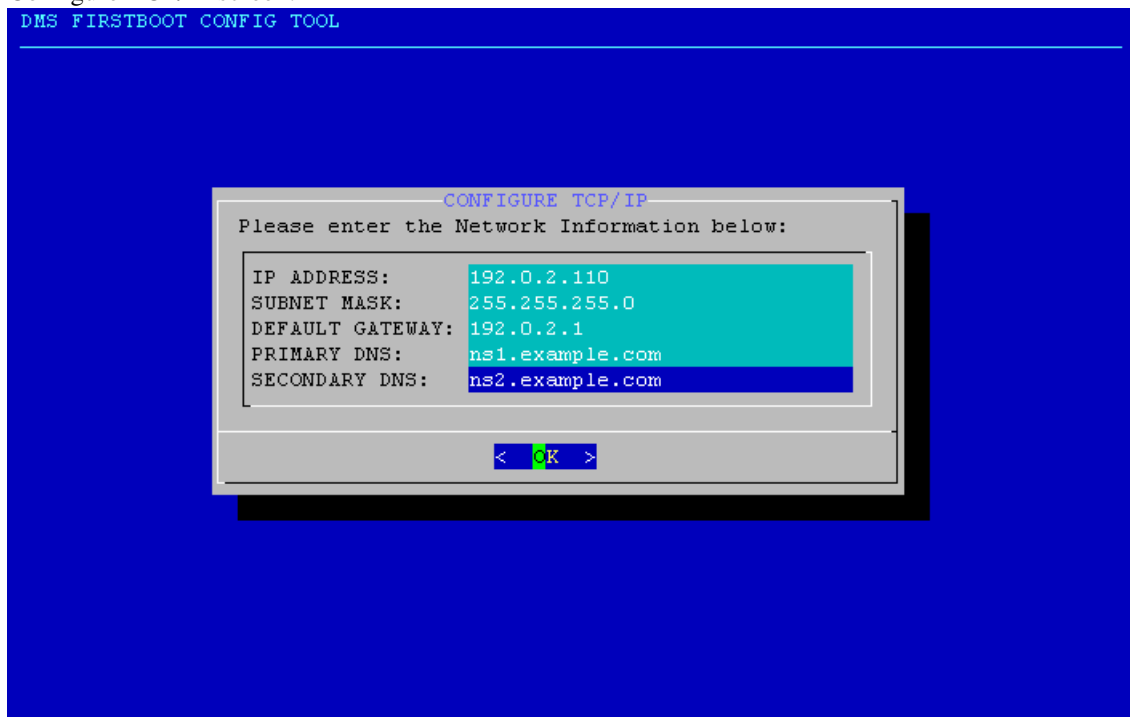 DMS FIRSTBOOT CONFIG TOOL
CONFIGURE TCP/IP
Please enter the Network Information below:
IP ADDRESS: 192.0.2.110
SUBNET MASK: 255.255.255.0
DEFAULT GATEWAY: 192.0.2.1
PRIMARY DNS: ns1.example.com
SECONDARY DNS: ns2.example.com
< OK >